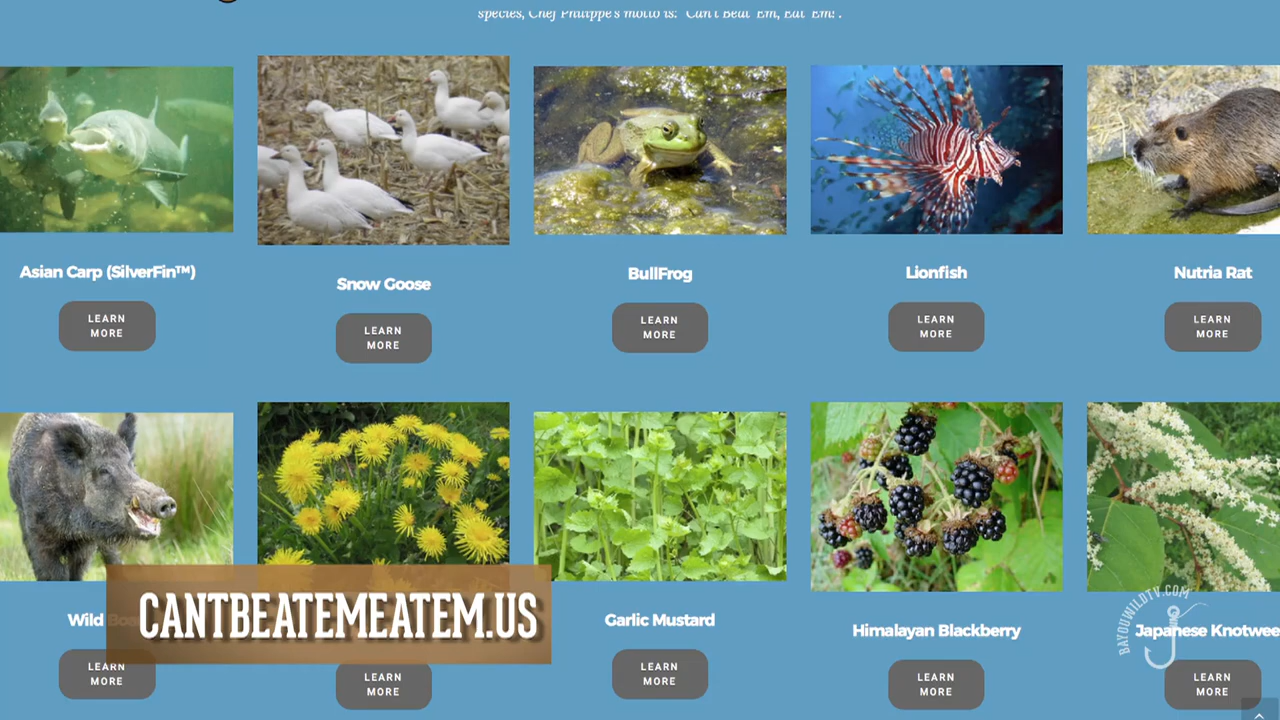 species, Chef Philippe's motto is: "Can't Beat 'Em, Eat 'Em!".
Asian Carp (SilverFin™)
Snow Goose
BullFrog
Lionfish
Nutria Rat
LEARN
MORE
LEARN
MORE
LEARN
MORE
LEARN
MORE
LEARN
MORE
Wild
CANTBEATEMEATEM.US
Garlic Mustard
Himalayan Blackberry
Japanese Knotwee
BAYOUWILDTV.COM
LEARN
MORE
LEARN
MORE
LEARN
MORE
LEARN
MORE
LEARN
MORE